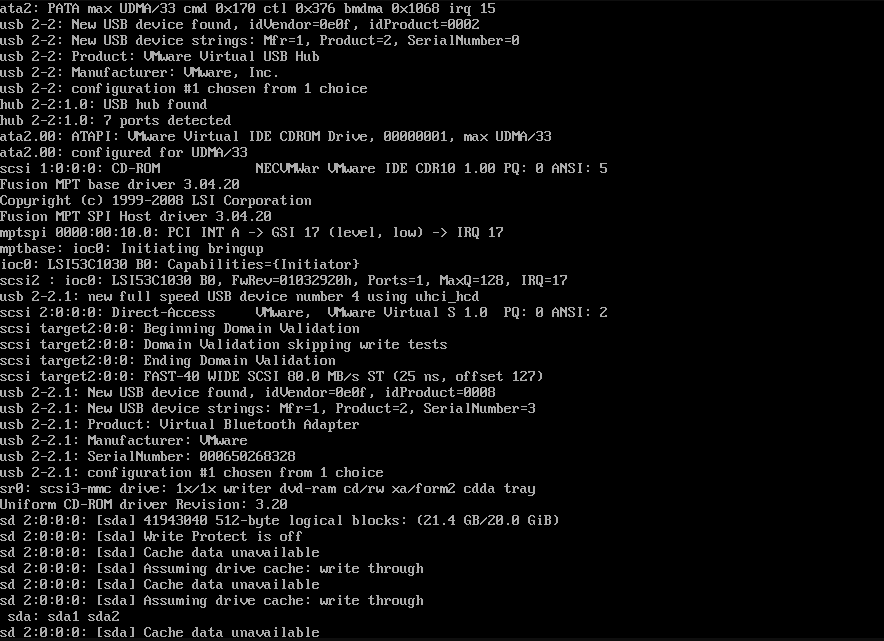 ata2: PATA max UDMA/33 cmd 0x170 ctl 0x376 bmdma 0x1068 irq 15
usb 2-2: New USB device found, idVendor=0e0f, idProduct=0002
usb 2-2: New USB device strings: Mfr=1, Product=2, SerialNumber=0
usb 2-2: Product: VMware Virtual USB Hub
usb 2-2: Manufacturer: VMware, Inc.
usb 2-2: configuration #1 chosen from 1 choice
hub 2-2:1.0: USB hub found
hub 2-2:1.0: 7 ports detected
ata2.00: ATAPI: VMware Virtual IDE CDROM Drive, 00000001, max UDMA/33
ata2.00: configured for UDMA/33
scsi 1:0:0:0: CD-ROM            NECVMWar VMware IDE CDR10 1.00 PQ: 0 ANSI: 5
Fusion MPT base driver 3.04.20
Copyright (c) 1999-2008 LSI Corporation
Fusion MPT SPI Host driver 3.04.20
mptspi 0000:00:10.0: PCI INT A -> GSI 17 (level, low) -> IRQ 17
mptbase: ioc0: Initiating bringup
ioc0: LSI53C1030 B0: Capabilities={Initiator}
scsi2 : ioc0: LSI53C1030 B0, FwRev=01032920h, Ports=1, MaxQ=128, IRQ=17
usb 2-2.1: new full speed USB device number 4 using uhci_hcd
scsi 2:0:0:0: Direct-Access     VMware,  VMware Virtual S 1.0  PQ: 0 ANSI: 2
scsi target2:0:0: Beginning Domain Validation
scsi target2:0:0: Domain Validation skipping write tests
scsi target2:0:0: Ending Domain Validation
scsi target2:0:0: FAST-40 WIDE SCSI 80.0 MB/s ST (25 ns, offset 127)
usb 2-2.1: New USB device found, idVendor=0e0f, idProduct=0008
usb 2-2.1: New USB device strings: Mfr=1, Product=2, SerialNumber=3
usb 2-2.1: Product: Virtual Bluetooth Adapter
usb 2-2.1: Manufacturer: VMware
usb 2-2.1: SerialNumber: 000650268328
usb 2-2.1: configuration #1 chosen from 1 choice
sr0: scsi3-mmc drive: 1x/1x writer dvd-ram cd/rw xa/form2 cdda tray
Uniform CD-ROM driver Revision: 3.20
sd 2:0:0:0: [sda] 41943040 512-byte logical blocks: (21.4 GB/20.0 GiB)
sd 2:0:0:0: [sda] Write Protect is off
sd 2:0:0:0: [sda] Cache data unavailable
sd 2:0:0:0: [sda] Assuming drive cache: write through
sd 2:0:0:0: [sda] Cache data unavailable
sd 2:0:0:0: [sda] Assuming drive cache: write through
 sda: sda1 sda2
sd 2:0:0:0: [sda] Cache data unavailable